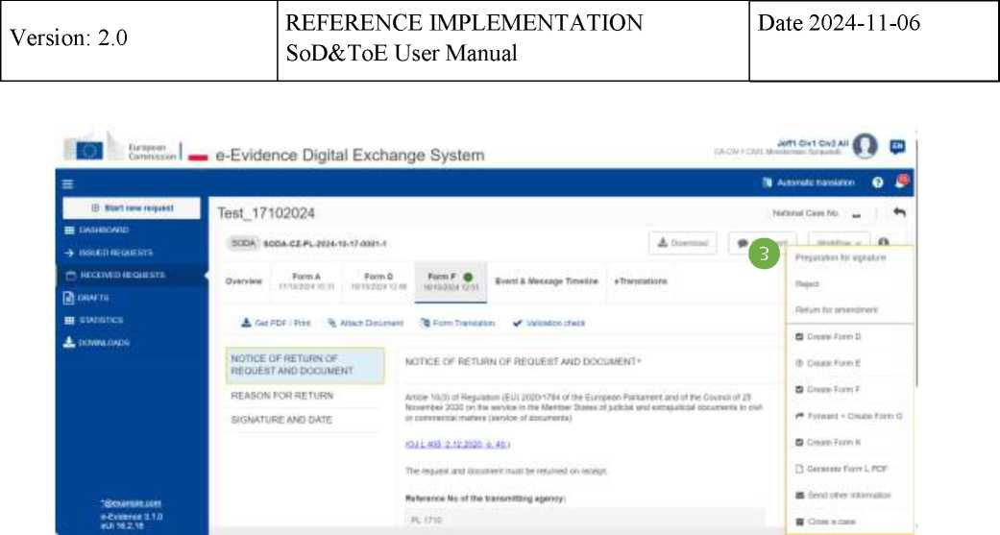 Version: 2.0
REFERENCE IMPLEMENTATION
SoD&ToE User Manual
Date 2024-11-06
European
Commission
e-Evidence Digital Exchange System
Jeff1 Civ1 Civ2 All
EN
Automatic translation
Start new request
DASHBOARD
ISSUED REQUESTS
RECEIVED REQUESTS
DRAFTS
STATISTICS
DOWNLOADS
Test_17102024
National Case No.
SODA SODA-CZ-PL-2024-10-17-0001-1
Download
3
Workflow
Overview
Form A
Form D
Form F
Event & Message Timeline
eTranslations
Get PDF / Print
Attach Document
Form Translation
Validation check
Preparation for signature
Reject
Return for amendment
Create Form D
Create Form E
Create Form F
Forward + Create Form G
Create Form K
Generate Form L PDF
Send other information
Close a case
NOTICE OF RETURN OF
REQUEST AND DOCUMENT
REASON FOR RETURN
SIGNATURE AND DATE
NOTICE OF RETURN OF REQUEST AND DOCUMENT*
Article 10(3) of Regulation (EU) 2020/1784 of the European Parliament and of the Council of 25
November 2020 on the service in the Member States of judicial and extrajudicial documents in civil
or commercial matters (service of documents)
(OJ L 405, 2.12.2020, p. 40.)
The request and document must be returned on receipt.
Reference No of the transmitting agency:
PL 1710
*@example.com
e-Evidence 3.1.0
eUI 16.2.18